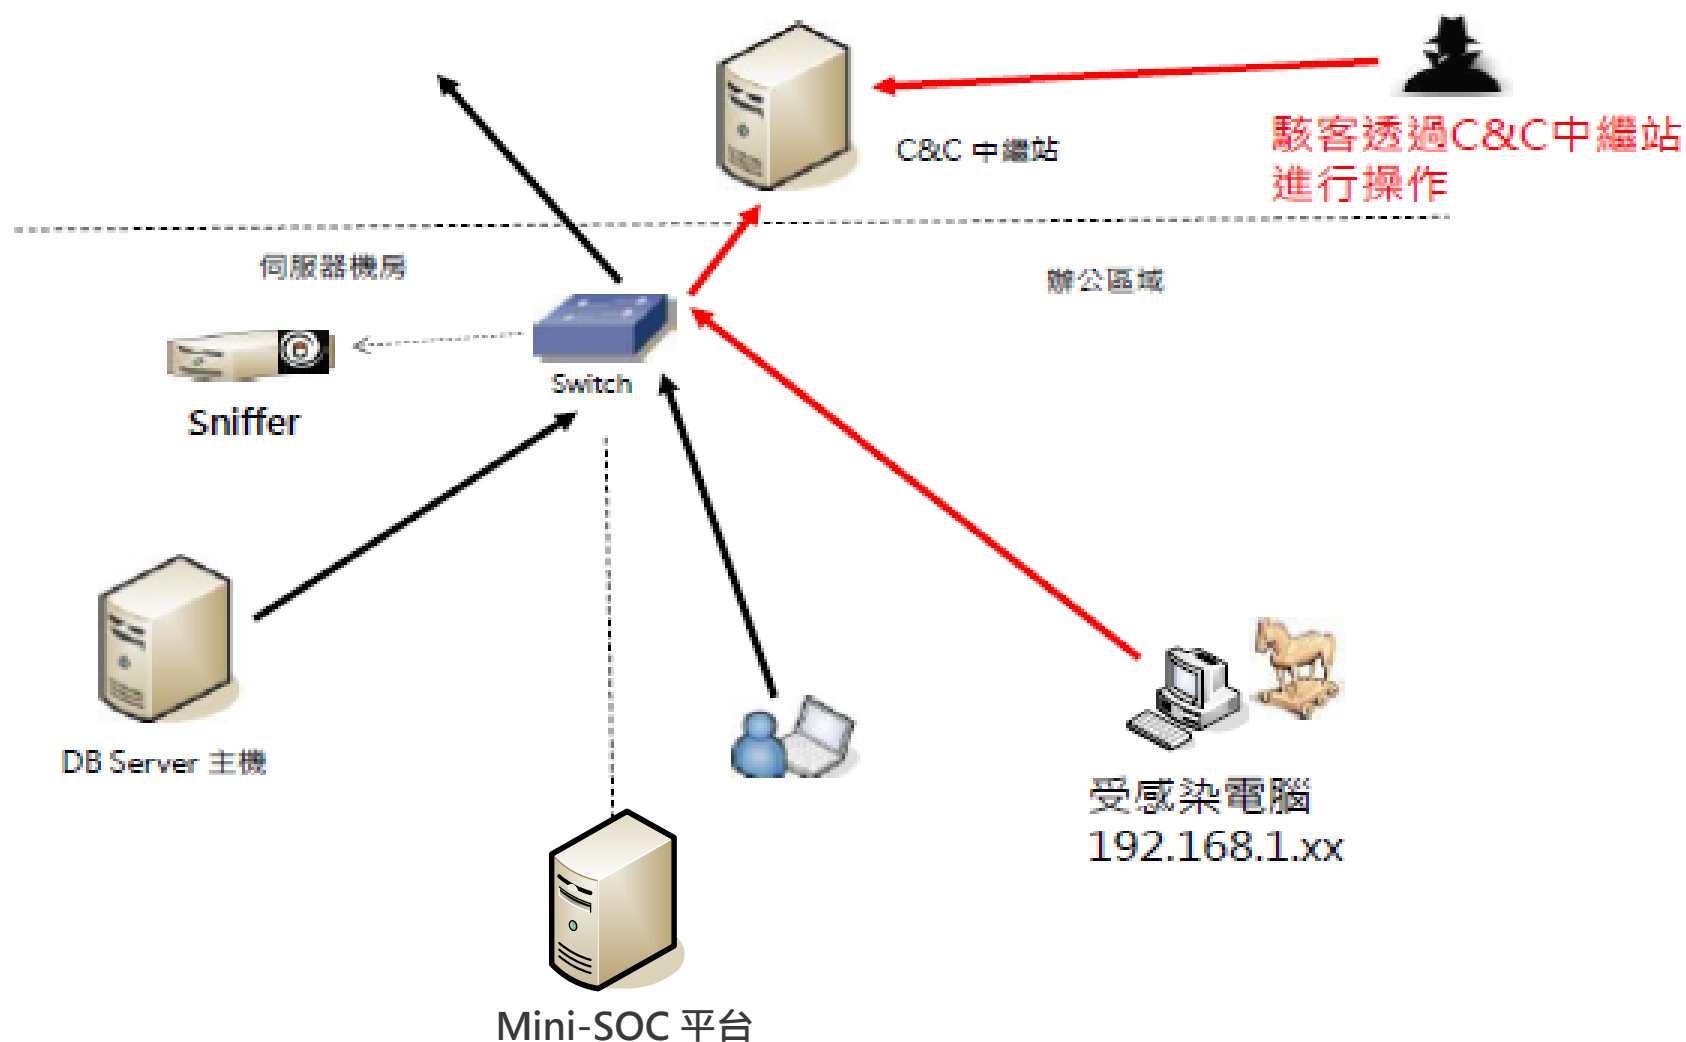 C&C 中繼站
駭客透過C&C中繼站
進行操作
伺服器機房
辦公區域
Switch
Sniffer
DB Server 主機
受感染電腦
192.168.1.xx
Mini-SOC 平台